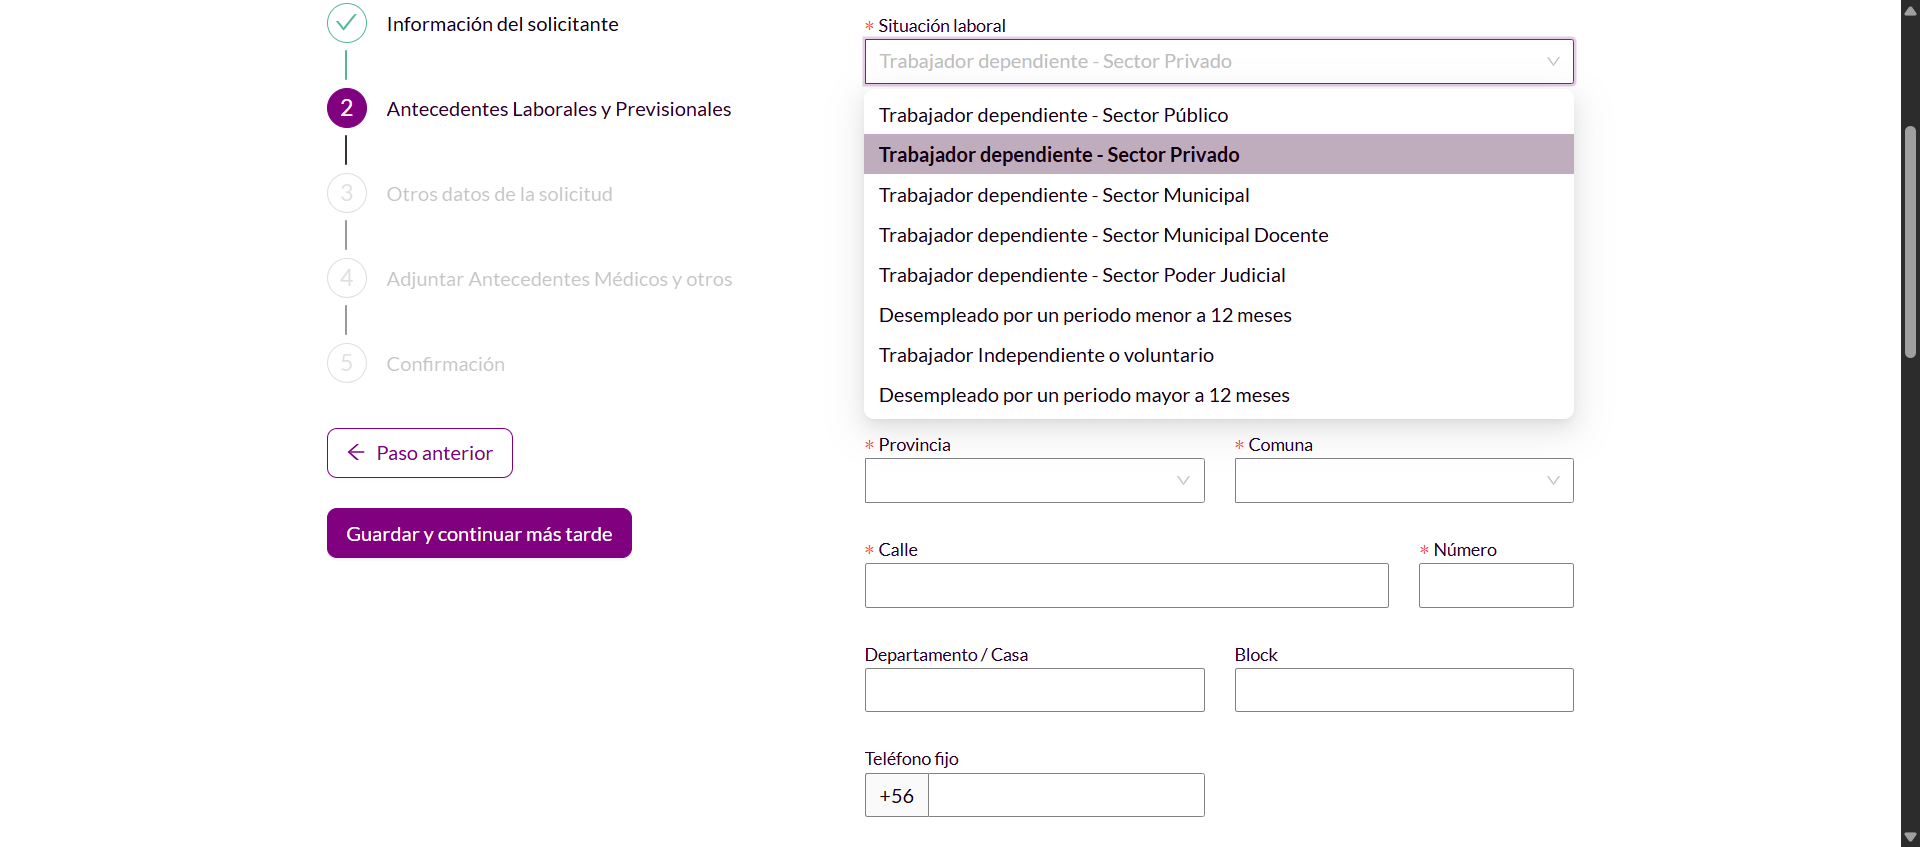 Información del solicitante
2 Antecedentes Laborales y Previsionales
3 Otros datos de la solicitud
4 Adjuntar Antecedentes Médicos y otros
5 Confirmación
Paso anterior
Guardar y continuar más tarde
* Situación laboral
Trabajador dependiente - Sector Privado
Trabajador dependiente - Sector Público
Trabajador dependiente - Sector Privado
Trabajador dependiente - Sector Municipal
Trabajador dependiente - Sector Municipal Docente
Trabajador dependiente - Sector Poder Judicial
Desempleado por un periodo menor a 12 meses
Trabajador Independiente o voluntario
Desempleado por un periodo mayor a 12 meses
* Provincia
* Comuna
* Calle
* Número
Departamento / Casa
Block
Teléfono fijo
+56